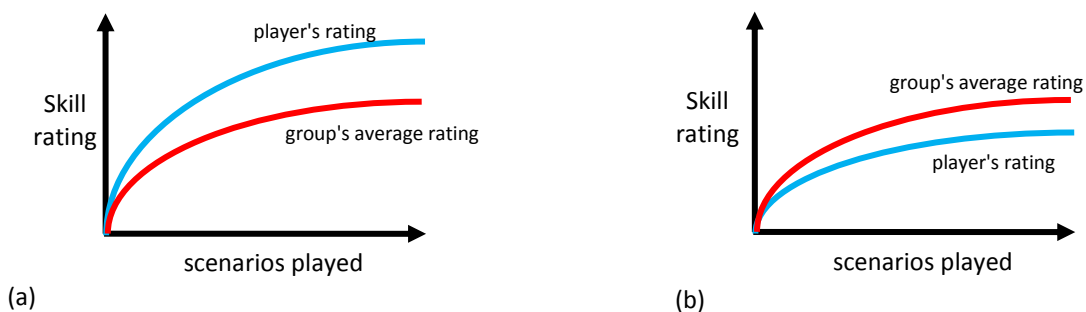 player's rating
Skill
rating
group's average rating
scenarios played
(a)
group's average rating
Skill
rating
player's rating
scenarios played
(b)